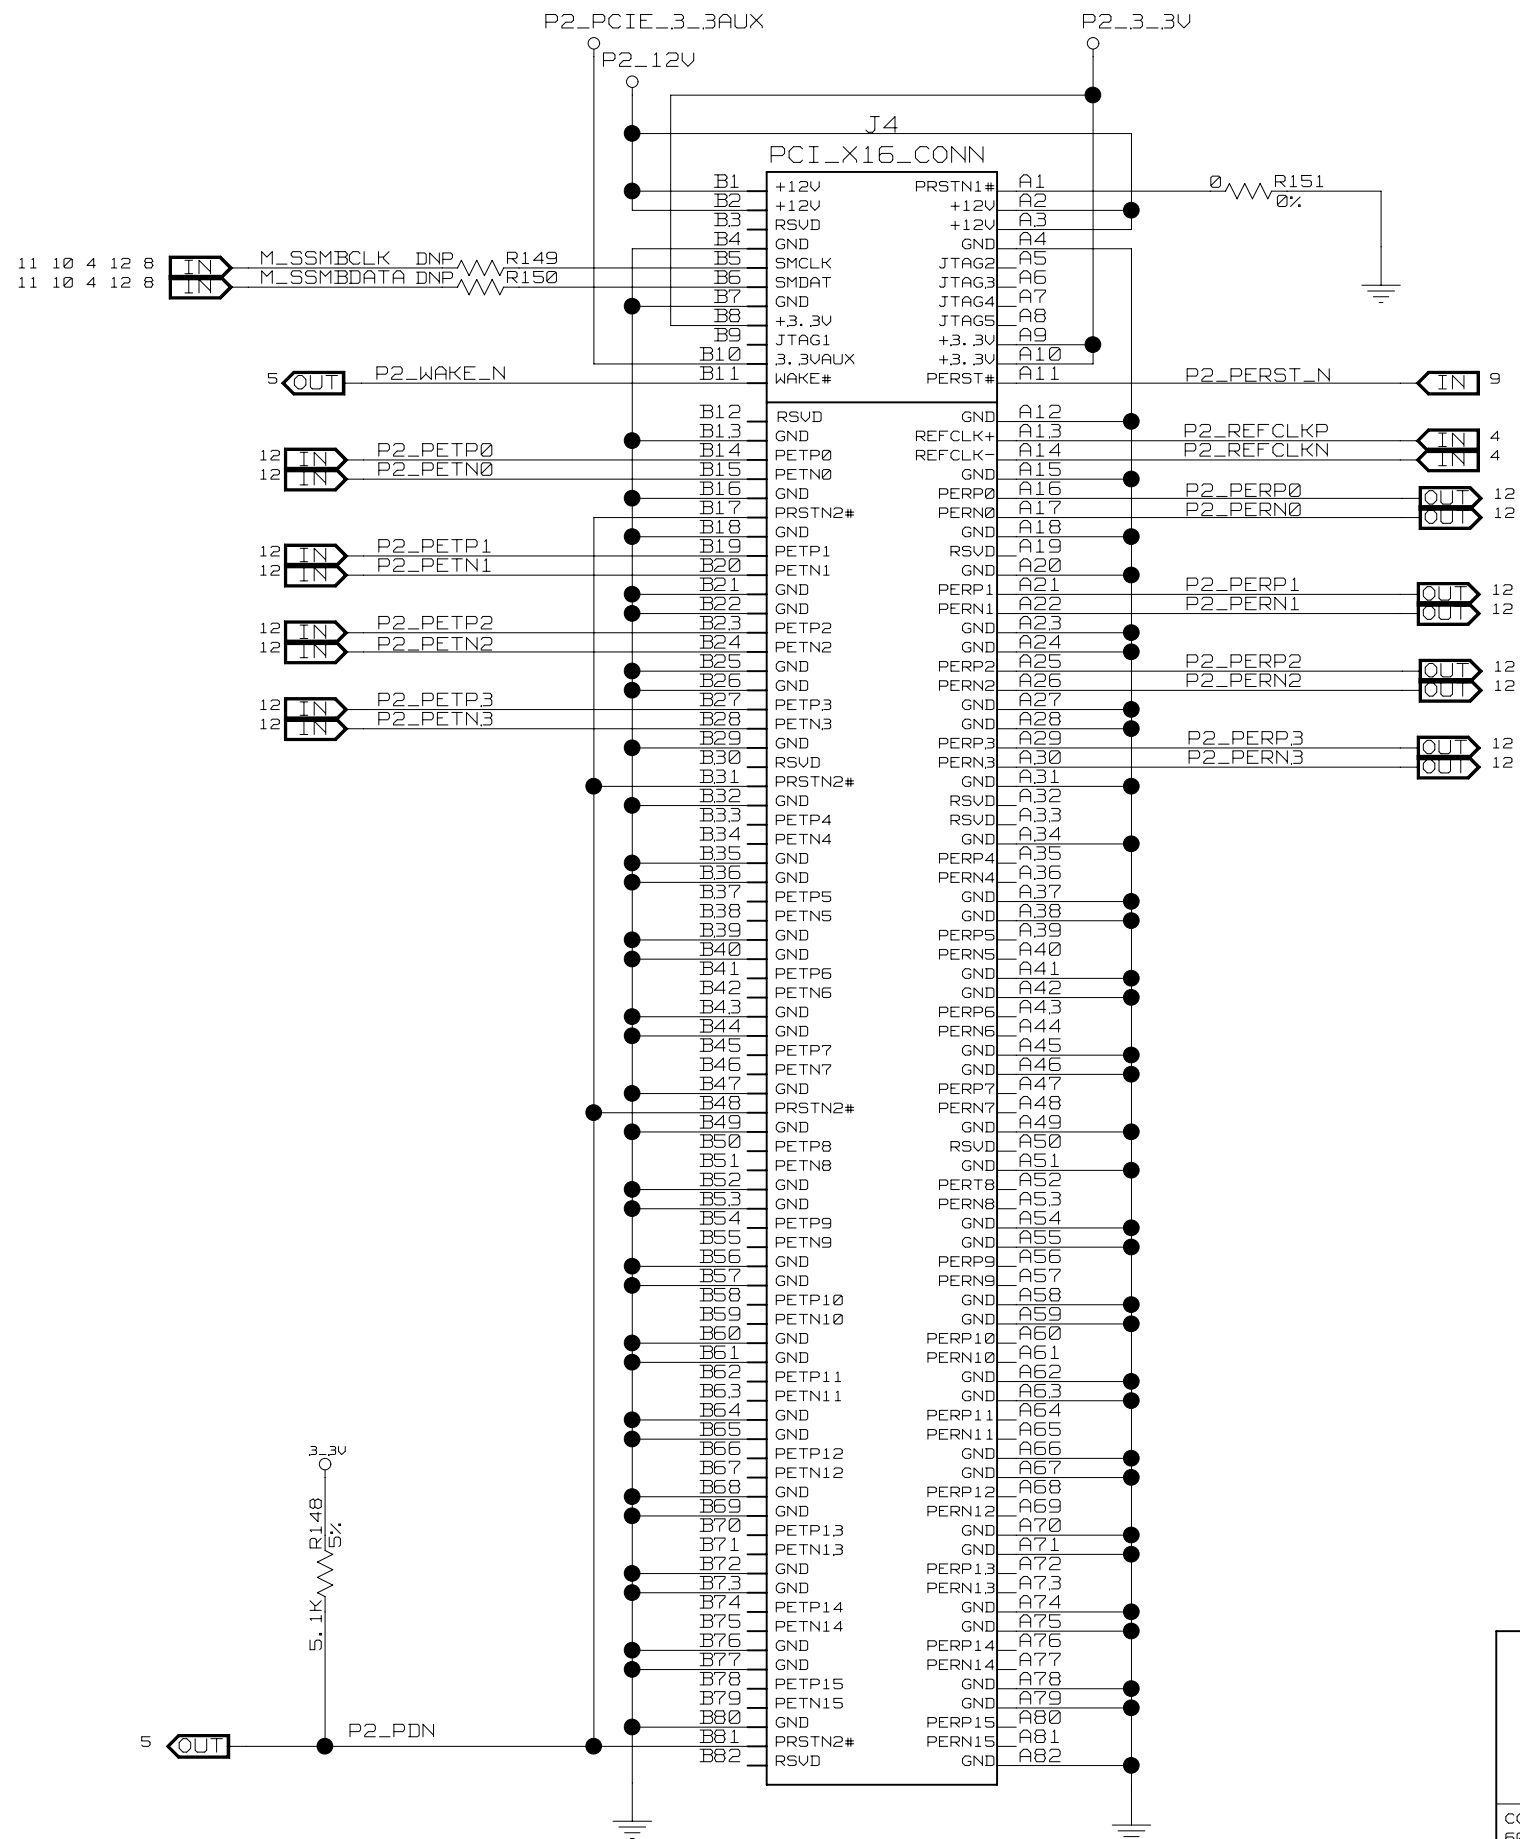 P2_PCIE_3_3AUX
P2_3_3V
P2_12V
J4
PCI_X16_CONN
B1 +12V PRSTN1# A1 0 R151
0%
B2 +12V +12V A2
B3 RSVD +12V A3
B4 GND GND A4
11 10 4 12 8 IN M_SSMBCLK DNP R149 B5 SMCLK JTAG2 A5
11 10 4 12 8 IN M_SSMBDATA DNP R150 B6 SMDAT JTAG3 A6
B7 GND JTAG4 A7
B8 +3.3V JTAG5 A8
B9 JTAG1 +3.3V A9
B10 3.3VAUX +3.3V A10
5 OUT P2_WAKE_N B11 WAKE# PERST# A11 P2_PERST_N IN 9
B12 RSVD GND A12
B13 GND REFCLK+ A13 P2_REFCLKP IN 4
12 IN P2_PETP0 B14 PETP0 REFCLK- A14 P2_REFCLKN IN 4
12 IN P2_PETN0 B15 PETN0 GND A15
B16 GND PERP0 A16 P2_PERP0 OUT 12
B17 PRSTN2# PERN0 A17 P2_PERN0 OUT 12
B18 GND GND A18
12 IN P2_PETP1 B19 PETP1 RSVD A19
12 IN P2_PETN1 B20 PETN1 GND A20
B21 GND PERP1 A21 P2_PERP1 OUT 12
B22 GND PERN1 A22 P2_PERN1 OUT 12
12 IN P2_PETP2 B23 PETP2 GND A23
12 IN P2_PETN2 B24 PETN2 GND A24
B25 GND PERP2 A25 P2_PERP2 OUT 12
B26 GND PERN2 A26 P2_PERN2 OUT 12
12 IN P2_PETP3 B27 PETP3 GND A27
12 IN P2_PETN3 B28 PETN3 GND A28
B29 GND PERP3 A29 P2_PERP3 OUT 12
B30 RSVD PERN3 A30 P2_PERN3 OUT 12
B31 PRSTN2# GND A31
B32 GND RSVD A32
B33 PETP4 RSVD A33
B34 PETN4 GND A34
B35 GND PERP4 A35
B36 GND PERN4 A36
B37 PETP5 GND A37
B38 PETN5 GND A38
B39 GND PERP5 A39
B40 GND PERN5 A40
B41 PETP6 GND A41
B42 PETN6 GND A42
B43 GND PERP6 A43
B44 GND PERN6 A44
B45 PETP7 GND A45
B46 PETN7 GND A46
B47 GND PERP7 A47
B48 PRSTN2# PERN7 A48
B49 GND GND A49
B50 PETP8 RSVD A50
B51 PETN8 GND A51
B52 GND PERT8 A52
B53 GND PERN8 A53
B54 PETP9 GND A54
B55 PETN9 GND A55
B56 GND PERP9 A56
B57 GND PERN9 A57
B58 PETP10 GND A58
B59 PETN10 GND A59
B60 GND PERP10 A60
B61 GND PERN10 A61
B62 PETP11 GND A62
B63 PETN11 GND A63
B64 GND PERP11 A64
B65 GND PERN11 A65
3_3V B66 PETP12 GND A66
B67 PETN12 GND A67
B68 GND PERP12 A68
B69 GND PERN12 A69
R148 5% B70 PETP13 GND A70
B71 PETN13 GND A71
B72 GND PERP13 A72
B73 GND PERN13 A73
5.1K B74 PETP14 GND A74
B75 PETN14 GND A75
B76 GND PERP14 A76
B77 GND PERN14 A77
B78 PETP15 GND A78
B79 PETN15 GND A79
B80 GND PERP15 A80
5 OUT P2_PDN B81 PRSTN2# PERN15 A81
B82 RSVD GND A82